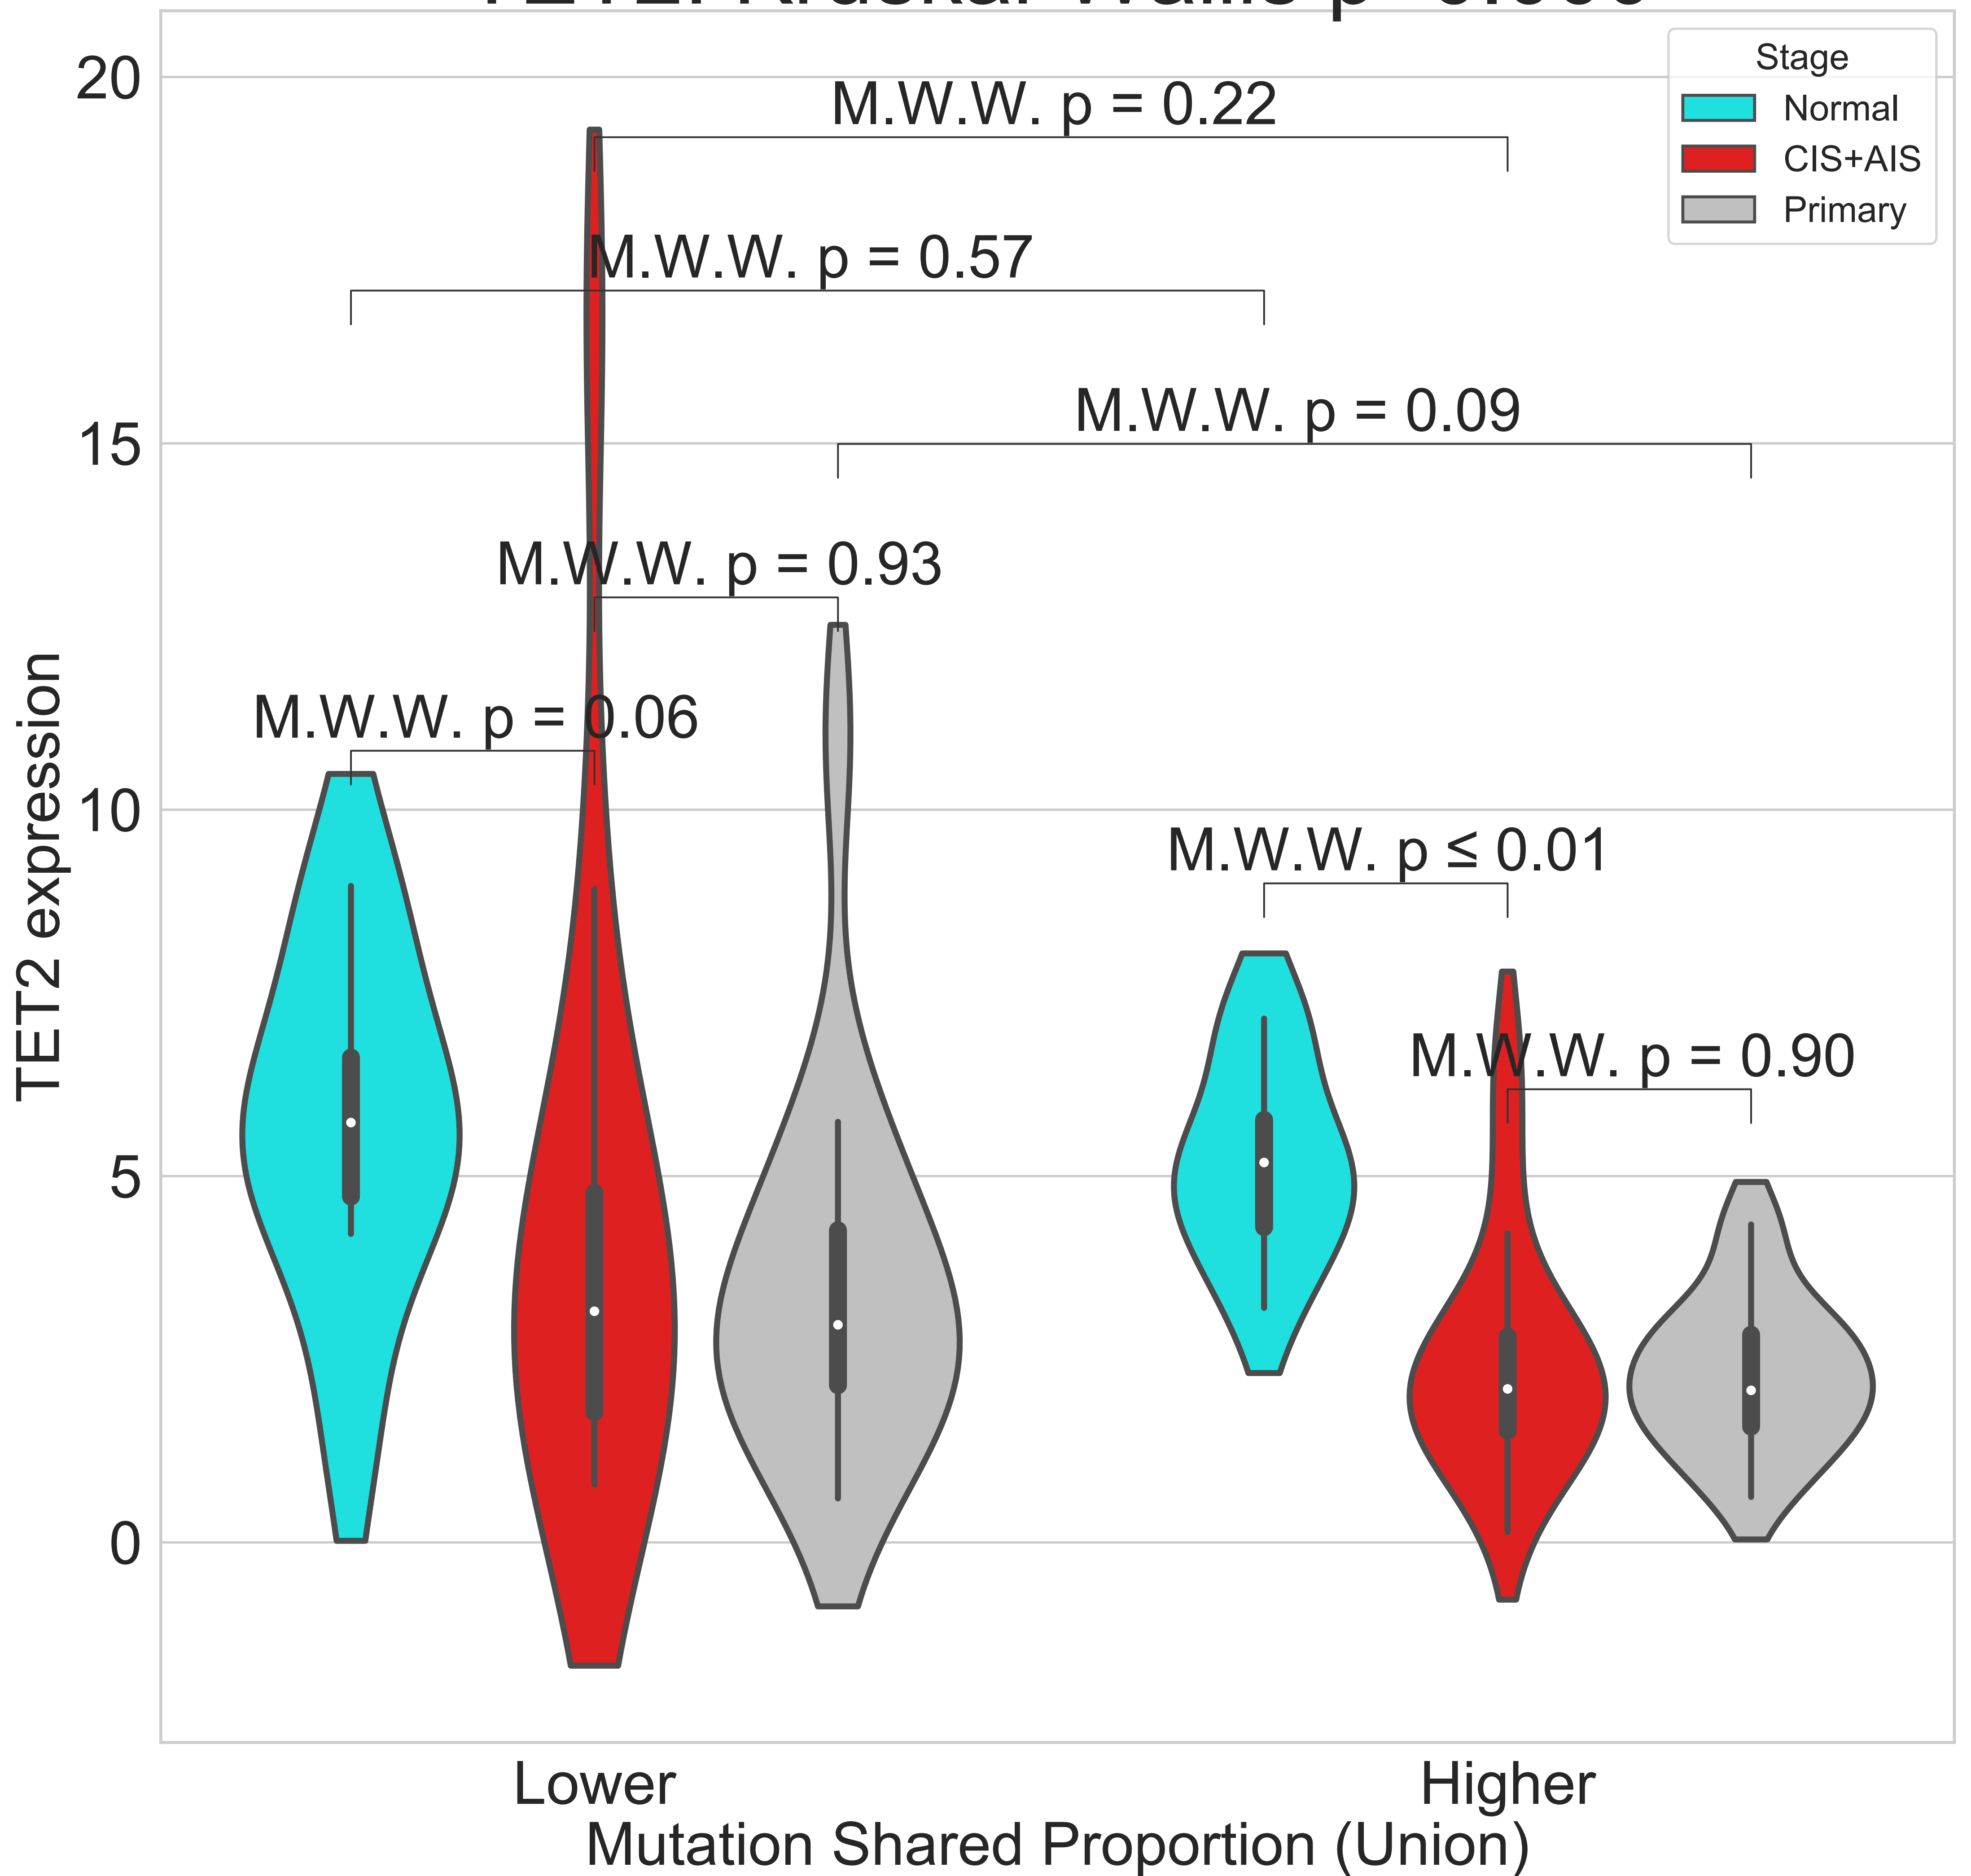 Stage
Normal
CIS+AIS
Primary
20
15
10
5
0
TET2 expression
M.W.W. p = 0.22
M.W.W. p = 0.57
M.W.W. p = 0.09
M.W.W. p = 0.93
M.W.W. p = 0.06
M.W.W. p ≤ 0.01
M.W.W. p = 0.90
Lower
Higher
Mutation Shared Proportion (Union)